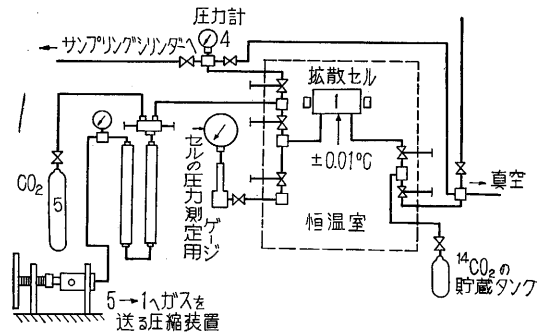 圧力計
4
サンプリングシリンダーへ
拡散セル
1
±0.01℃
セルの圧力測定用
ゲージ
恒温室
真空
CO₂
5
¹⁴CO₂の
貯蔵タンク
5→1へガスを
送る圧縮装置